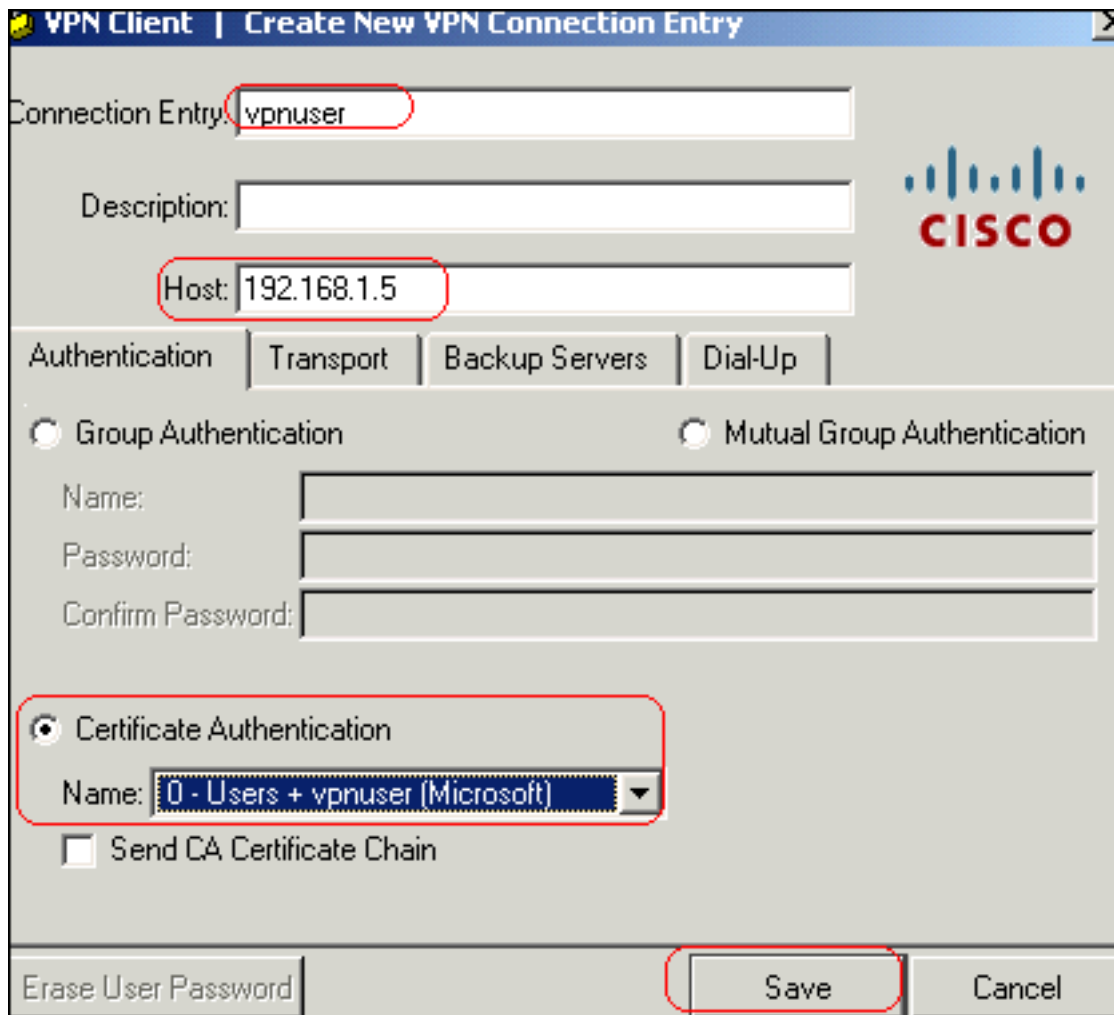 VPN Client | Create New VPN Connection Entry
Connection Entry: vpnuser
Description:
CISCO
Host: 192.168.1.5
Authentication Transport Backup Servers Dial-Up
Group Authentication Mutual Group Authentication
Name:
Password:
Confirm Password:
Certificate Authentication
Name: 0 - Users + vpnuser (Microsoft)
Send CA Certificate Chain
Erase User Password Save Cancel